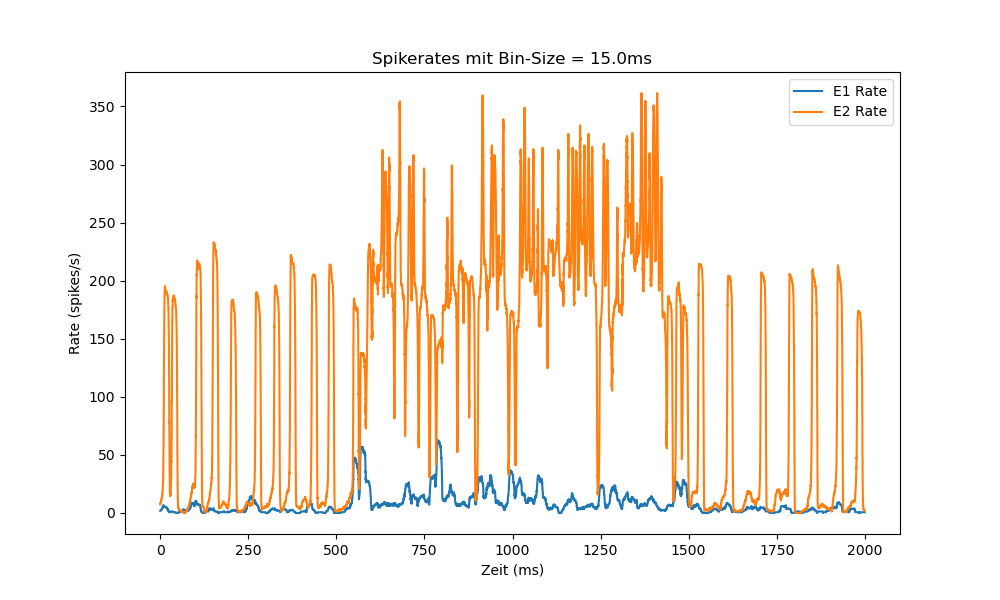 Spikerates mit Bin-Size = 15.0ms
E1 Rate
E2 Rate
Rate (spikes/s)
350
300
250
200
150
100
50
0
0 250 500 750 1000 1250 1500 1750 2000
Zeit (ms)